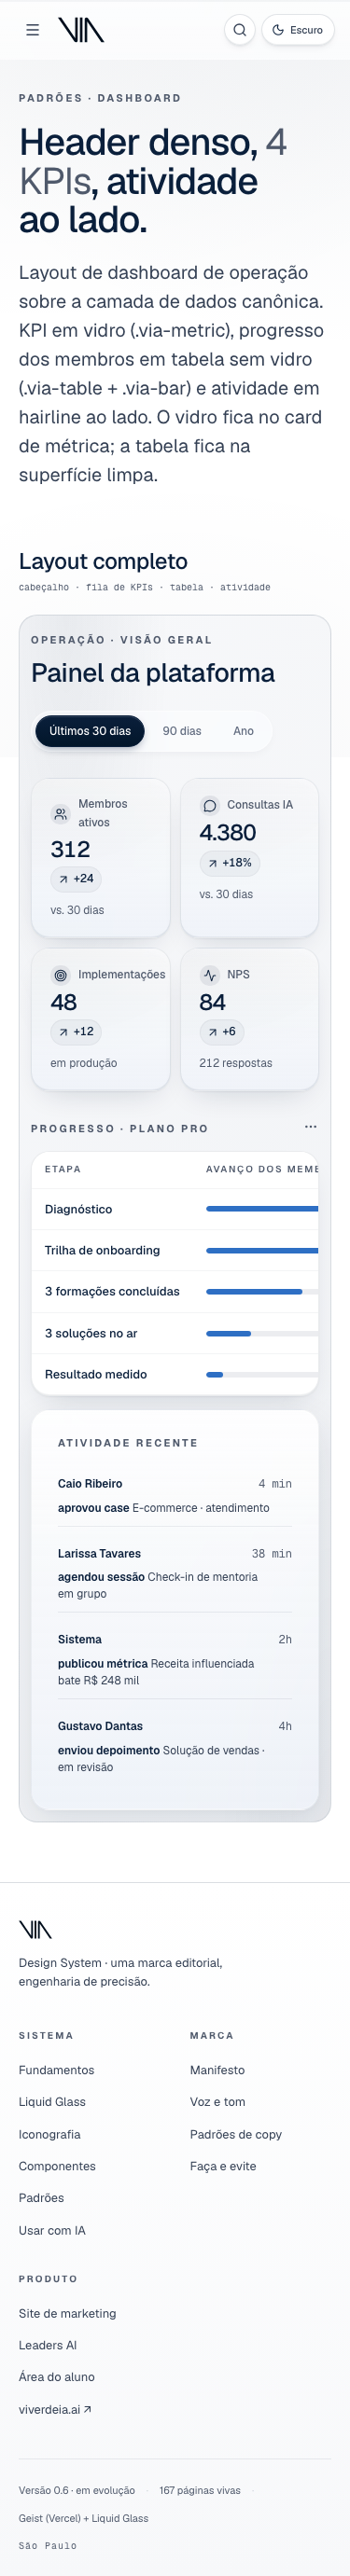 VIA
Escuro
PADRÕES · DASHBOARD
Header denso, 4
KPIs, atividade
ao lado.
Layout de dashboard de operação
sobre a camada de dados canônica.
KPI em vidro (.via-metric), progresso
dos membros em tabela sem vidro
(.via-table + .via-bar) e atividade em
hairline ao lado. O vidro fica no card
de métrica; a tabela fica na
superfície limpa.
Layout completo
cabeçalho · fila de KPIs · tabela · atividade
OPERAÇÃO · VISÃO GERAL
Painel da plataforma
Últimos 30 dias 90 dias Ano
Membros
ativos
312
+24
vs. 30 dias
Consultas IA
4.380
+18%
vs. 30 dias
Implementações
48
+12
em produção
NPS
84
+6
212 respostas
PROGRESSO · PLANO PRO
ETAPA AVANÇO DOS MEME
Diagnóstico
Trilha de onboarding
3 formações concluídas
3 soluções no ar
Resultado medido
ATIVIDADE RECENTE
Caio Ribeiro 4 min
aprovou case E-commerce · atendimento
Larissa Tavares 38 min
agendou sessão Check-in de mentoria
em grupo
Sistema 2h
publicou métrica Receita influenciada
bate R$ 248 mil
Gustavo Dantas 4h
enviou depoimento Solução de vendas ·
em revisão
VIA
Design System · uma marca editorial,
engenharia de precisão.
SISTEMA
Fundamentos
Liquid Glass
Iconografia
Componentes
Padrões
Usar com IA
MARCA
Manifesto
Voz e tom
Padrões de copy
Faça e evite
PRODUTO
Site de marketing
Leaders AI
Área do aluno
viverdeia.ai ↗
Versão 0.6 · em evolução · 167 páginas vivas ·
Geist (Vercel) + Liquid Glass
São Paulo